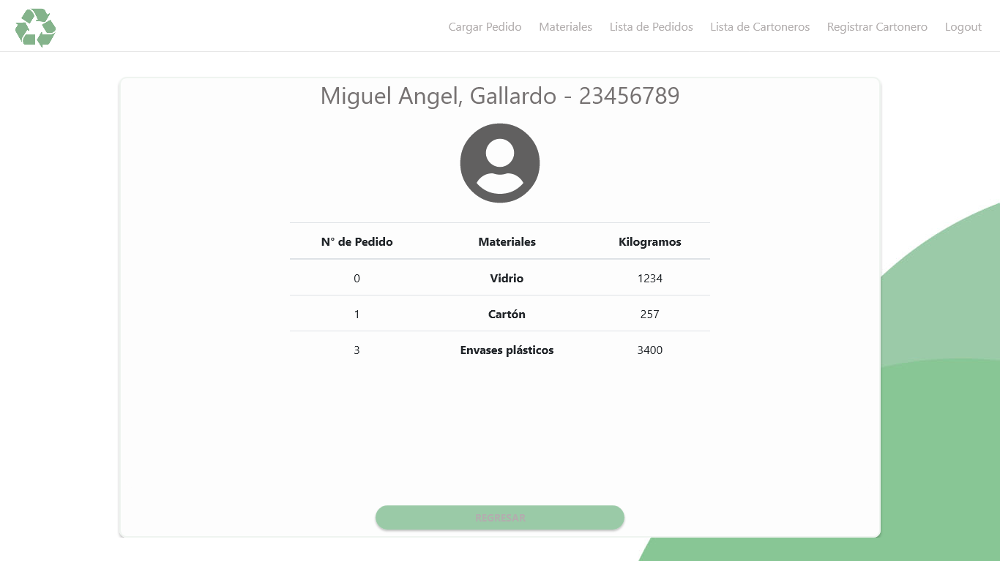 Cargar Pedido Materiales Lista de Pedidos Lista de Cartoneros Registrar Cartonero Logout
Miguel Angel, Gallardo - 23456789
N° de Pedido Materiales Kilogramos
0 Vidrio 1234
1 Cartón 257
3 Envases plásticos 3400
REGRESAR